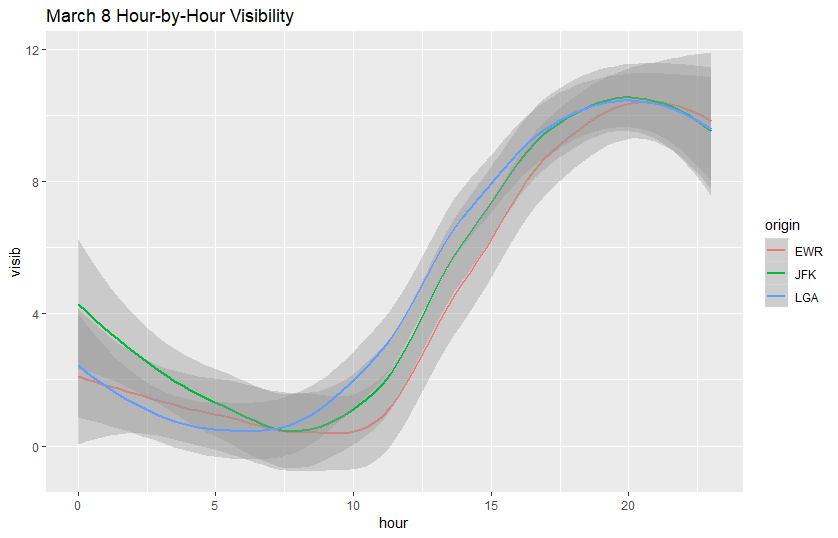 March 8 Hour-by-Hour Visibility
12
8
4
0
visib
0 5 10 15 20
hour
origin
EWR
JFK
LGA